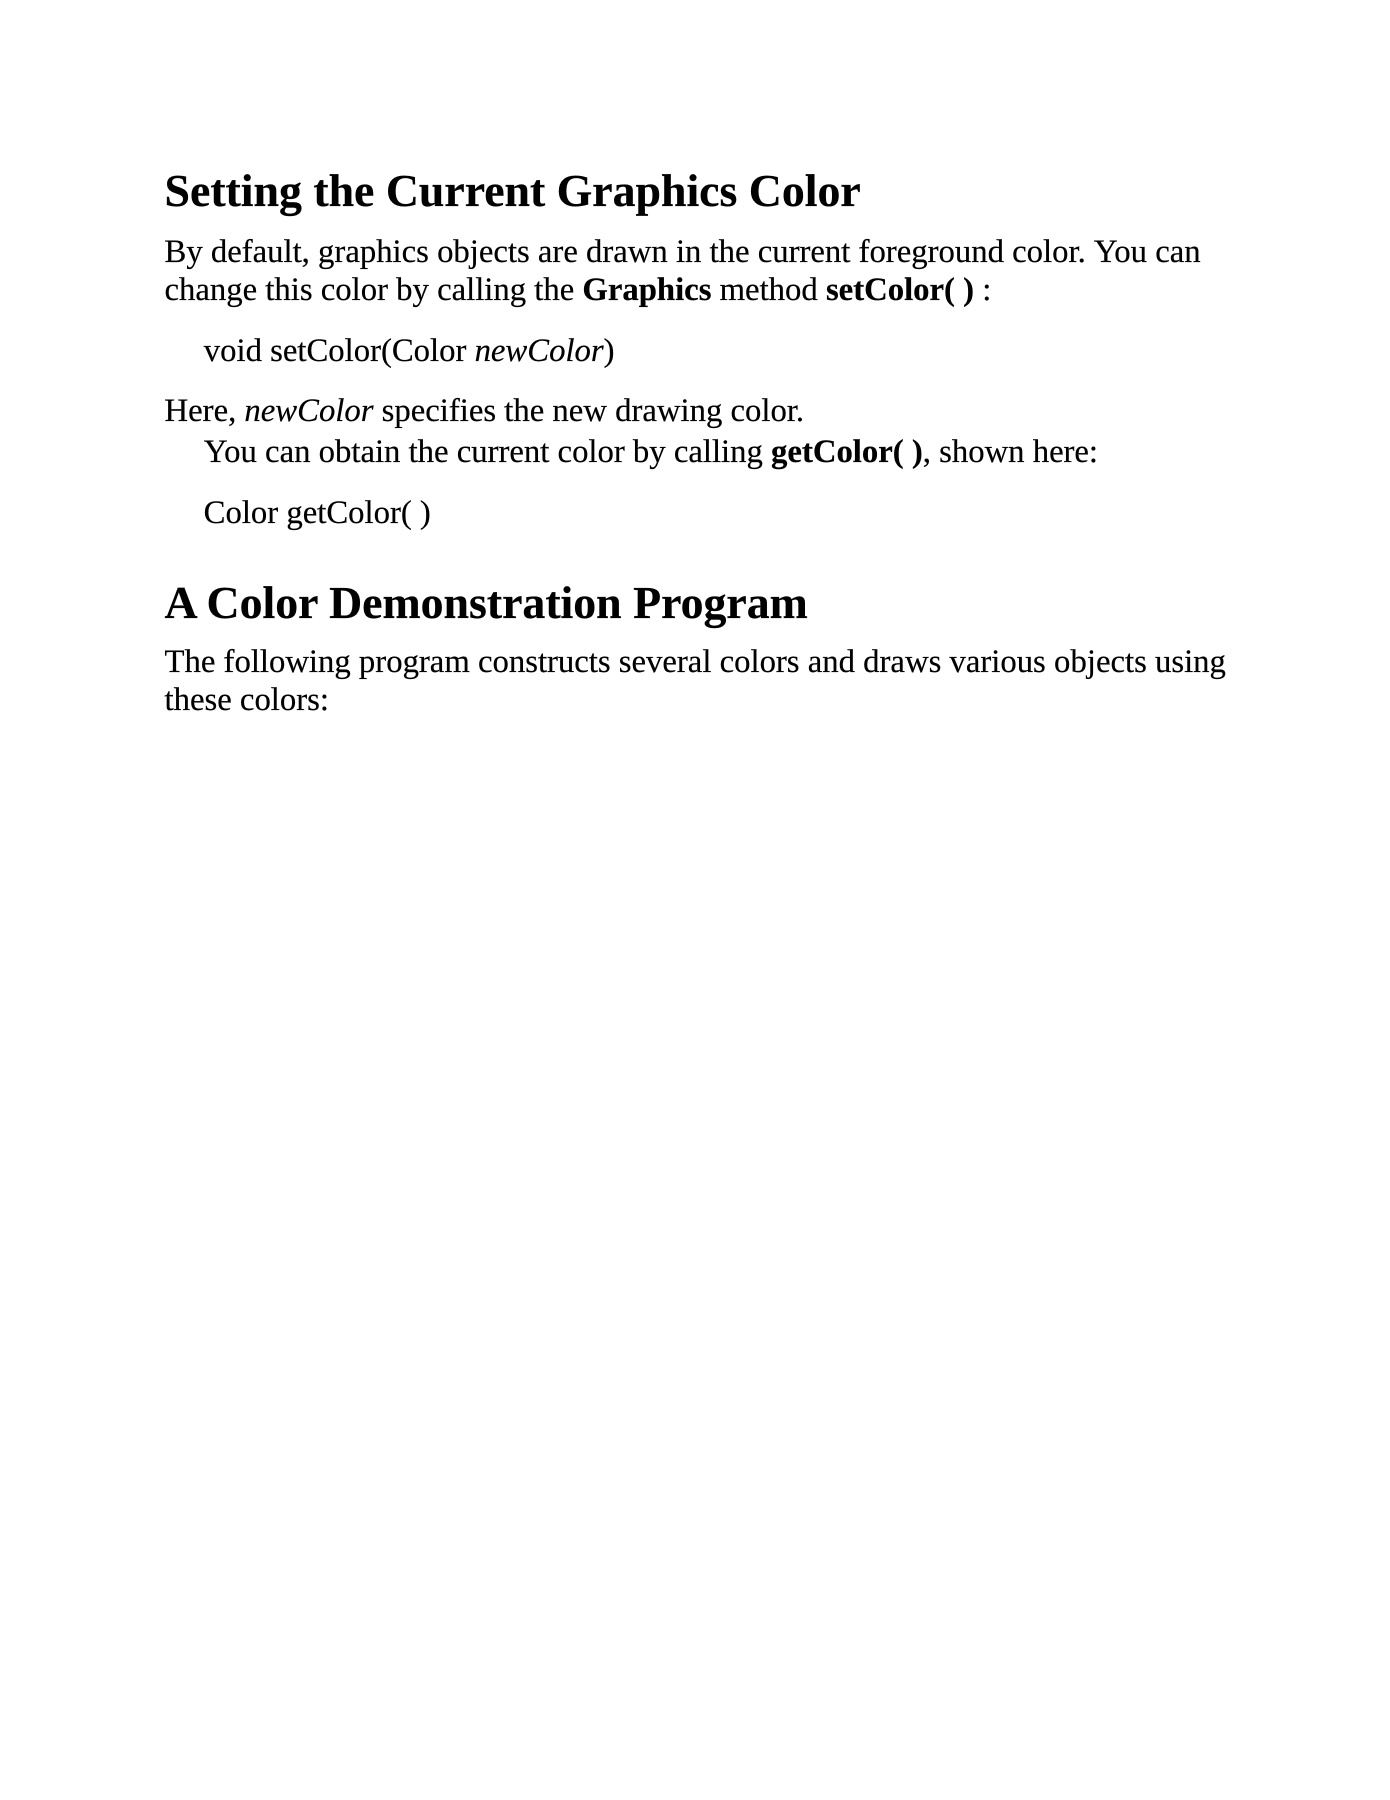 Setting the Current Graphics Color
By default, graphics objects are drawn in the current foreground color. You can
change this color by calling the Graphics method setColor( ) :
void setColor(Color newColor)
Here, newColor specifies the new drawing color.
You can obtain the current color by calling getColor( ), shown here:
Color getColor( )
A Color Demonstration Program
The following program constructs several colors and draws various objects using
these colors: